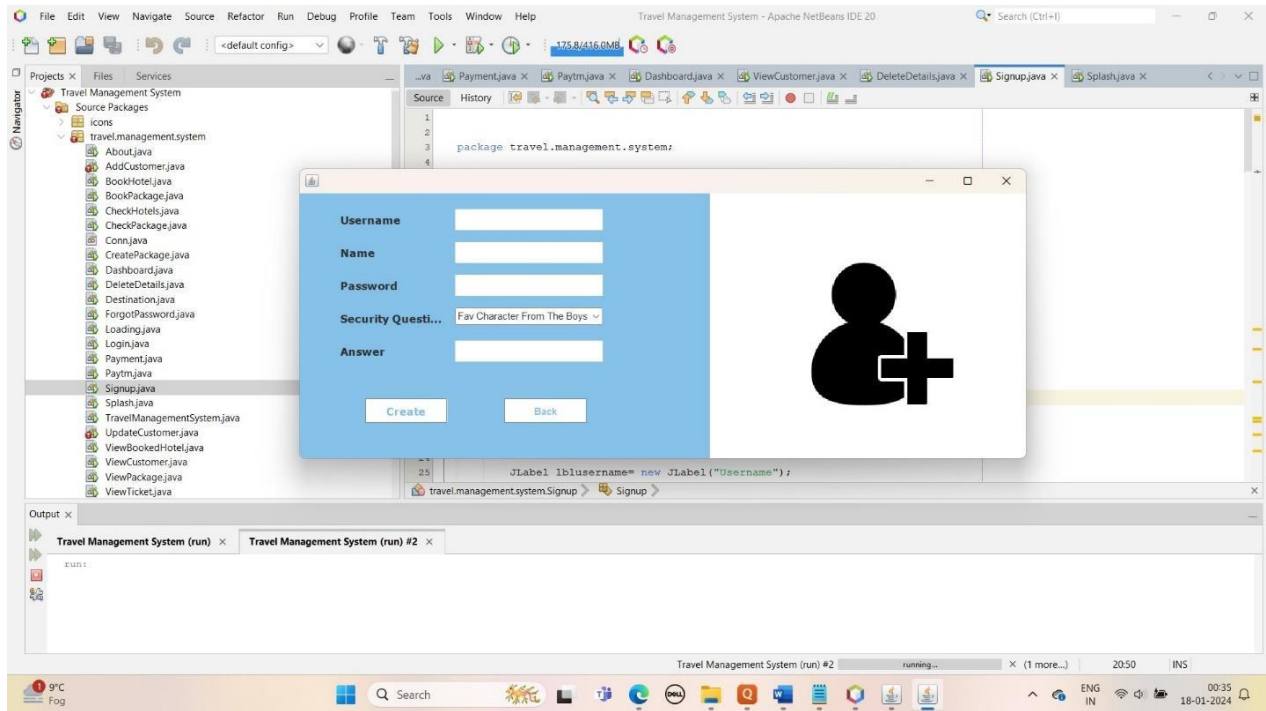 File Edit View Navigate Source Refactor Run Debug Profile Team Tools Window Help
Travel Management System - Apache NetBeans IDE 20
Search (Ctrl+I)
<default config>
175.8/416.0MB
Projects Files Services
...va Payment.java Paytm.java Dashboard.java ViewCustomer.java DeleteDetails.java Signup.java Splash.java
Navigator
Travel Management System
Source Packages
icons
travel.management.system
About.java
AddCustomer.java
BookHotel.java
BookPackage.java
CheckHotels.java
CheckPackage.java
Conn.java
CreatePackage.java
Dashboard.java
DeleteDetails.java
Destination.java
ForgotPassword.java
Loading.java
Login.java
Payment.java
Paytm.java
Signup.java
Splash.java
TravelManagementSystem.java
UpdateCustomer.java
ViewBookedHotel.java
ViewCustomer.java
ViewPackage.java
ViewTicket.java
Source History
1
2
3 package travel.management.system;
4
Username
Name
Password
Security Questi... Fav Character From The Boys
Answer
Create Back
25 JLabel lblusername= new JLabel("Username");
travel.management.system.Signup Signup
Output
Travel Management System (run) Travel Management System (run) #2
run:
Travel Management System (run) #2 running... (1 more...) 20:50 INS
1
9°C
Fog
Search
DELL
ENG
IN
00:35
18-01-2024